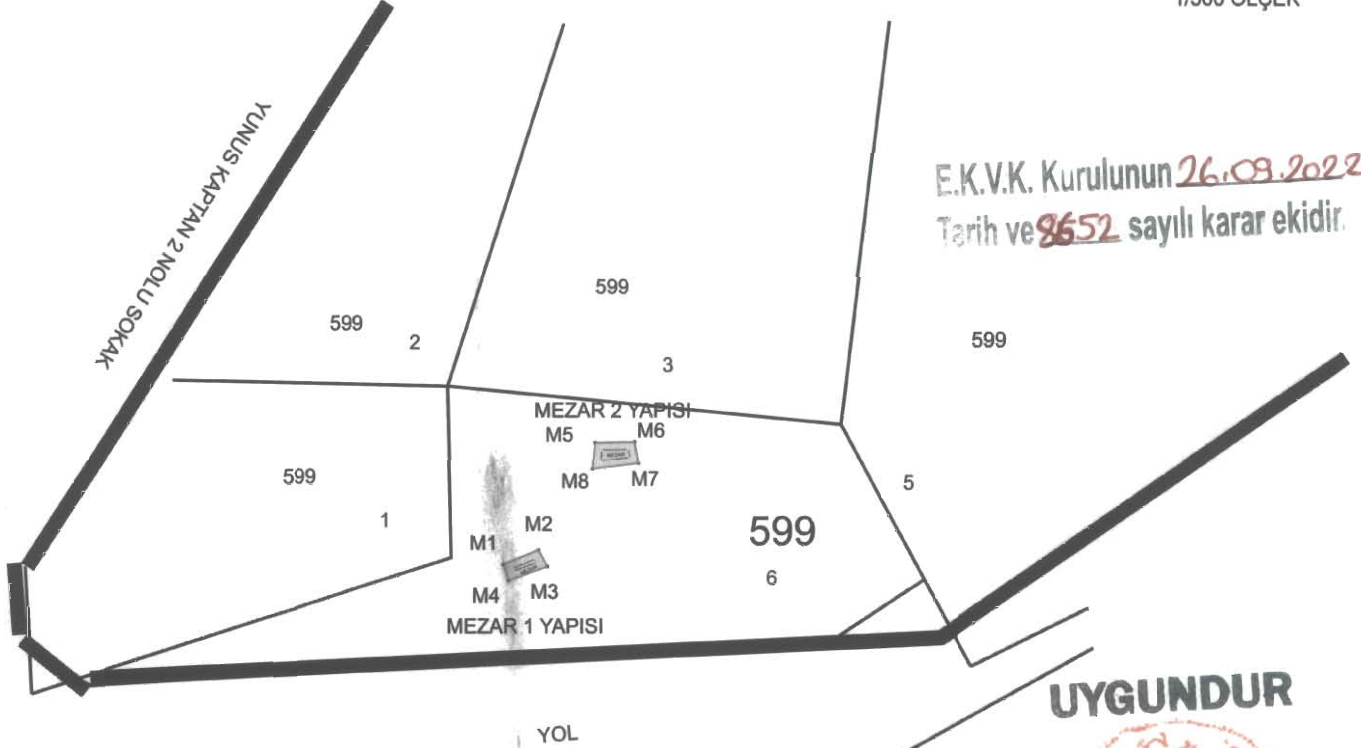 1/500 ÖLÇEK
YUNUS KAPTAN 2 NOLU SOKAK
E.K.V.K. Kurulunun 26.09.2022
Tarih ve 8652 sayılı karar ekidir.
599
2
599
3
599
MEZAR 2 YAPISI
M5
M6
MEZAR
M8
M7
599
1
5
M2
M1
599
6
MEZAR
M4
M3
MEZAR 1 YAPISI
UYGUNDUR
YOL